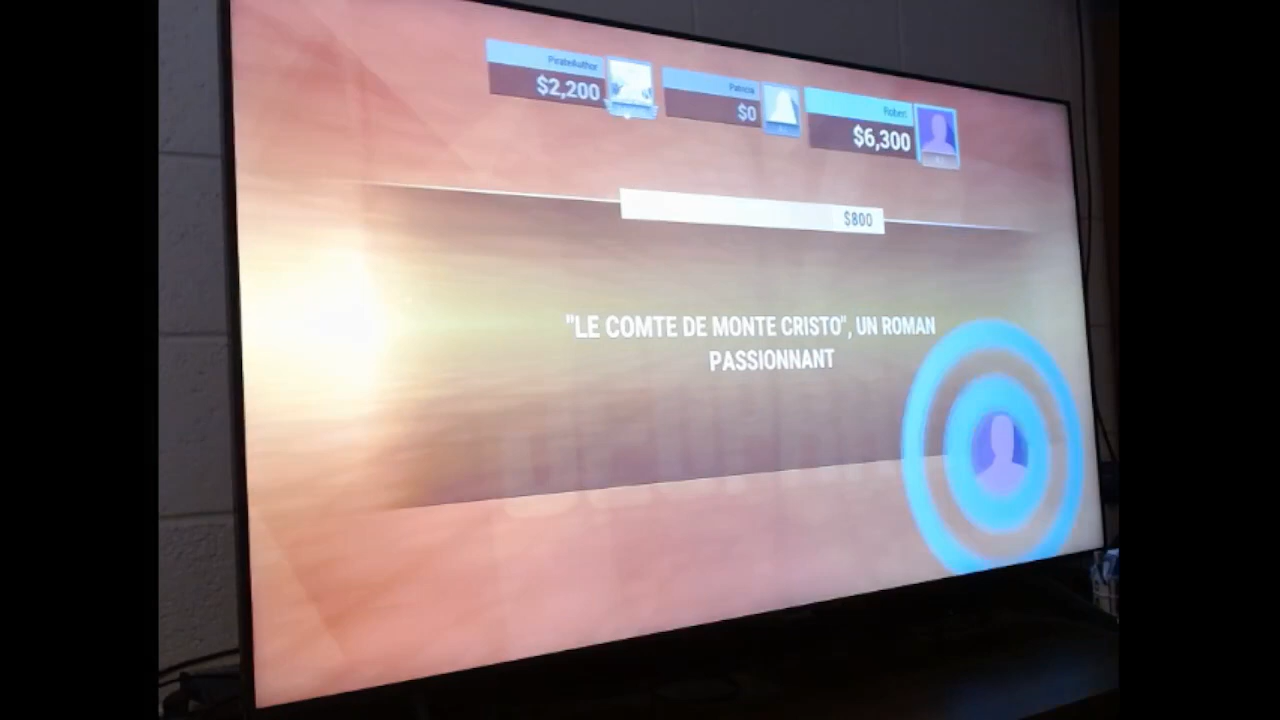 PirateAuthor
$2,200
Patricia
$0
Robert
$6,300
$800
"LE COMTE DE MONTE CRISTO", UN ROMAN
PASSIONNANT